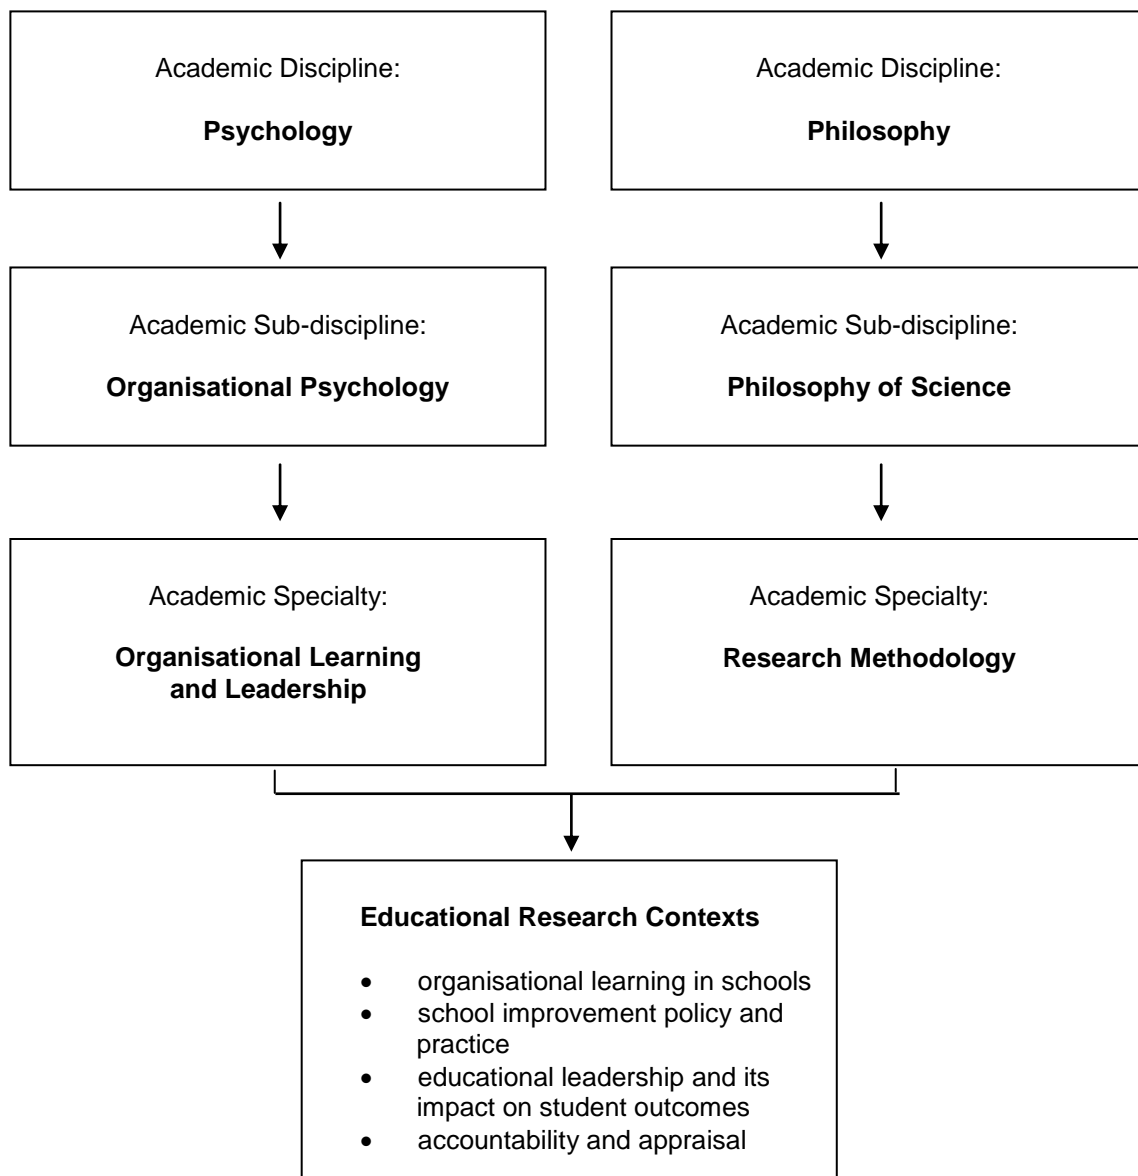 Academic Discipline:
Psychology
Academic Discipline:
Philosophy
Academic Sub-discipline:
Organisational Psychology
Academic Sub-discipline:
Philosophy of Science
Academic Specialty:
Organisational Learning
and Leadership
Academic Specialty:
Research Methodology
Educational Research Contexts
• organisational learning in schools
• school improvement policy and
practice
• educational leadership and its
impact on student outcomes
• accountability and appraisal